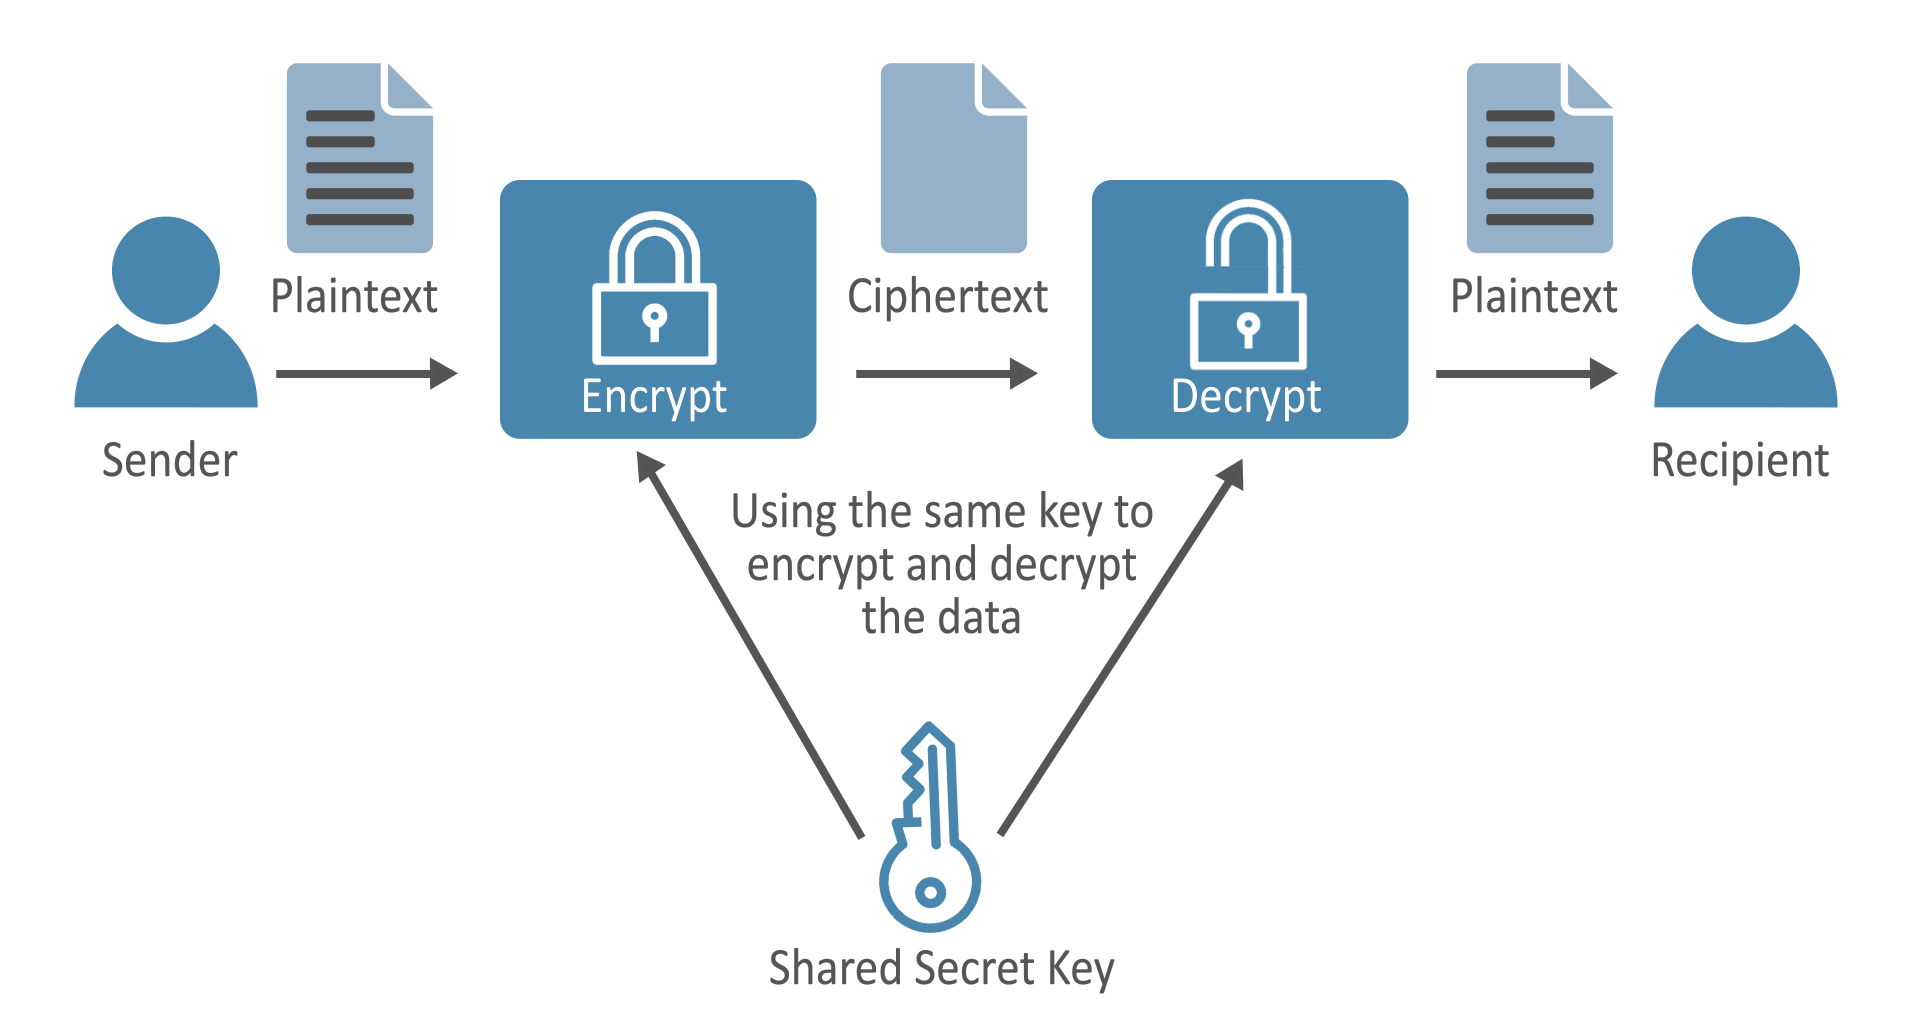 Plaintext
Ciphertext
Plaintext
Encrypt
Decrypt
Sender
Recipient
Using the same key to
encrypt and decrypt
the data
Shared Secret Key